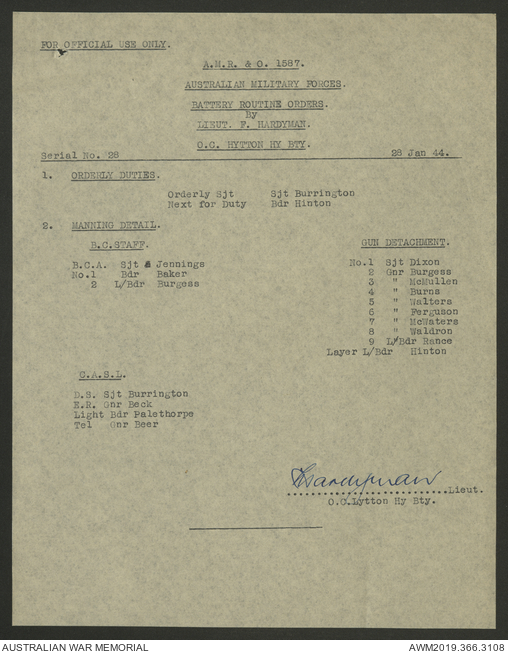 FOR OFFICIAL USE ONLY.
A.M.R. & O. 1587.
AUSTRALIAN MILITARY FORCES.
BATTERY ROUTINE ORDERS.
By
LIEUT. F. HARDYMAN.
O.C. HYTTON HY BTY.
Serial No. 28 28 Jan 44.
1. ORDERLY DUTIES.
Orderly Sjt Sjt Burrington
Next for Duty Bdr Hinton
2. MANNING DETAIL.
B.C.STAFF.
B.C.A. Sjt Jennings
No.1 Bdr Baker
2 L/Bdr Burgess
GUN DETACHMENT.
No.1 Sjt Dixon
2 Gnr Burgess
3 " McMullen
4 " Burns
5 " Walters
6 " Ferguson
7 " McWaters
8 " Waldron
9 L/Bdr Rance
Layer L/Bdr Hinton
C.A.S.L.
D.S. Sjt Burrington
E.R. Gnr Beck
Light Bdr Palethorpe
Tel Gnr Beer
Hardyman
Lieut.
O.C.Lytton Hy Bty.
AUSTRALIAN WAR MEMORIAL AWM2019.366.3108